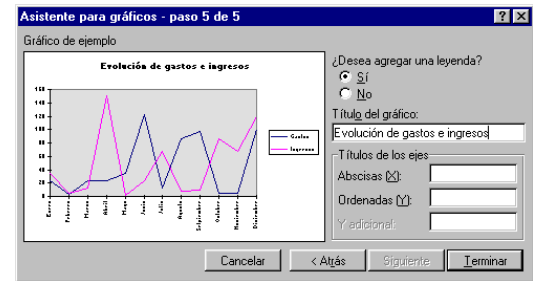 Asistente para gráficos - paso 5 de 5
Gráfico de ejemplo
Evolución de gastos e ingresos
160
140
120
100
80
60
40
20
0
Enero
Febrero
Marzo
Abril
Mayo
Junio
Julio
Agosto
Septiembre
Octubre
Noviembre
Diciembre
Gastos
Ingresos
¿Desea agregar una leyenda?
Sí
No
Título del gráfico:
Evolución de gastos e ingresos
Títulos de los ejes
Abscisas (X):
Ordenadas (Y):
Y adicional:
Cancelar
< Atrás
Siguiente
Terminar